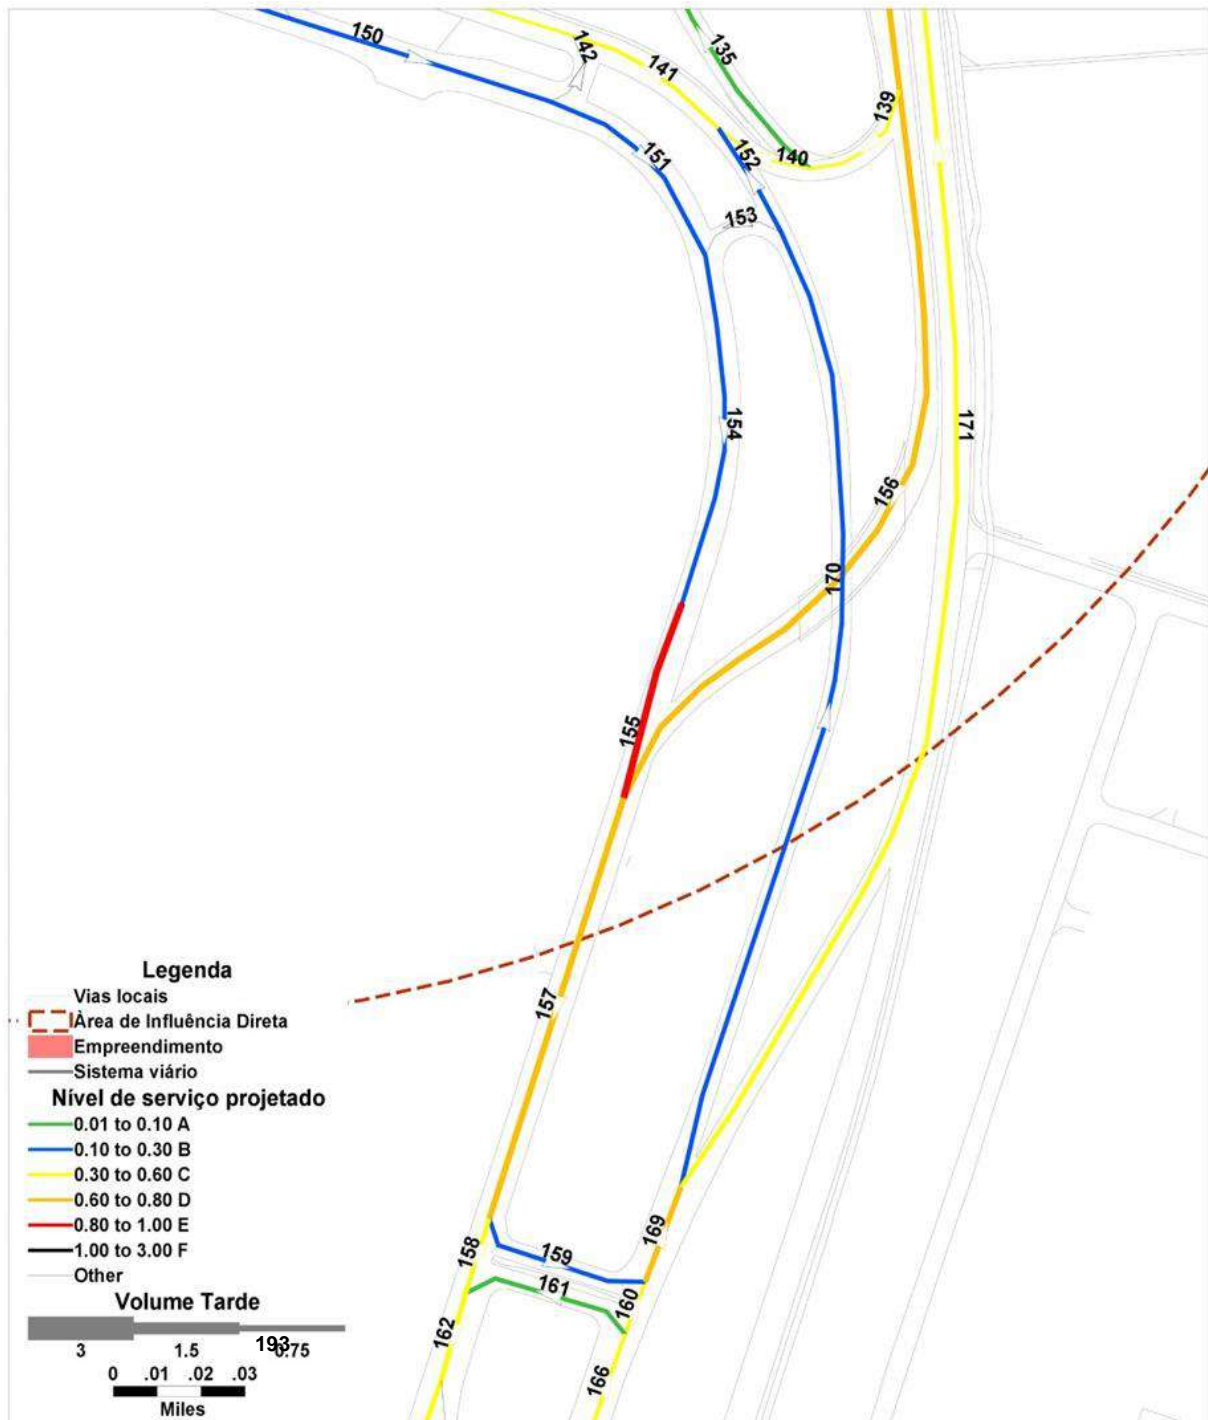 150
142
141
135
139
151
152
140
153
154
171
156
170
155
157
169
158
159
161
160
162
166
Legenda
Vias locais
Àrea de Influência Direta
Empreendimento
Sistema viário
Nível de serviço projetado
0.01 to 0.10 A
0.10 to 0.30 B
0.30 to 0.60 C
0.60 to 0.80 D
0.80 to 1.00 E
1.00 to 3.00 F
Other
Volume Tarde
3 1.5 0.75
193
0 .01 .02 .03
Miles